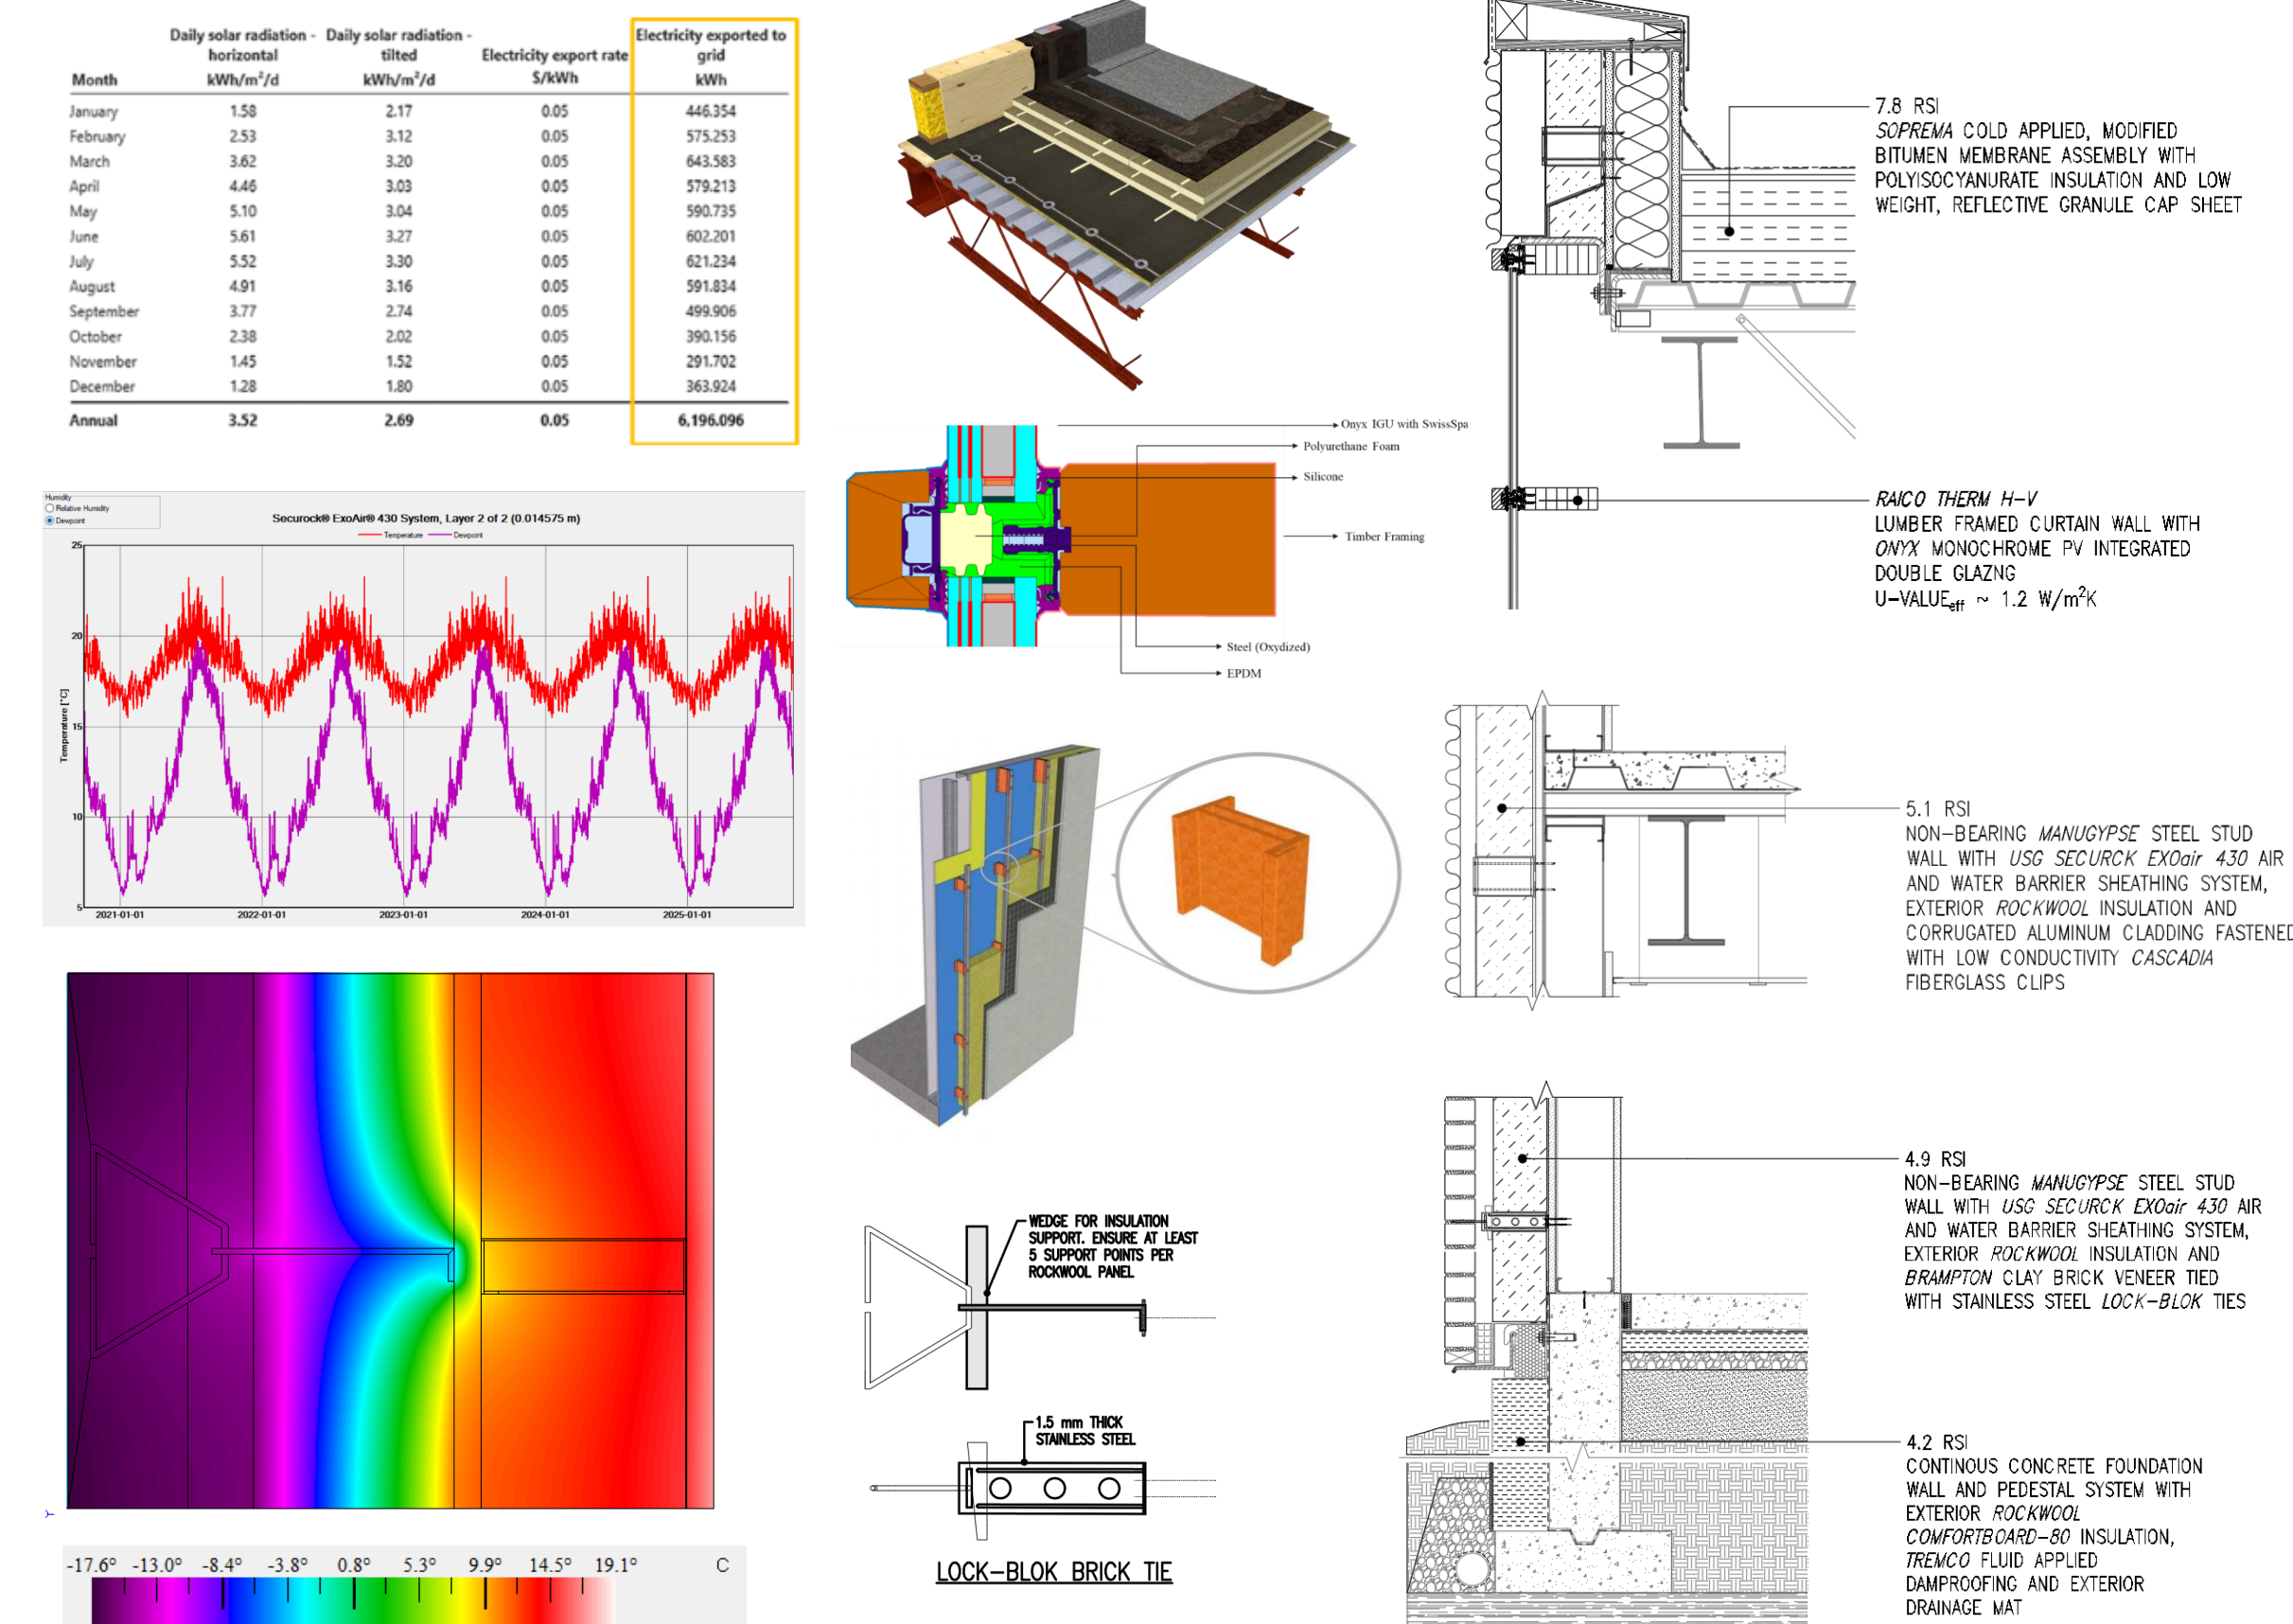 Daily solar radiation - horizontal Daily solar radiation - tilted Electricity export rate Electricity exported to grid
Month kWh/m²/d kWh/m²/d $/kWh kWh
January 1.58 2.17 0.05 446.354
February 2.53 3.12 0.05 575.253
March 3.62 3.20 0.05 643.583
April 4.46 3.03 0.05 579.213
May 5.10 3.04 0.05 590.735
June 5.61 3.27 0.05 602.201
July 5.52 3.30 0.05 621.234
August 4.91 3.16 0.05 591.834
September 3.77 2.74 0.05 499.906
October 2.38 2.02 0.05 390.156
November 1.45 1.52 0.05 291.702
December 1.28 1.80 0.05 363.924
Annual 3.52 2.69 0.05 6,196.096
Humidity
Relative Humidity
Dewpoint
Securock® ExoAir® 430 System, Layer 2 of 2 (0.014575 m)
Temperature Dewpoint
Temperature [°C]
25
20
15
10
5
2021-01-01 2022-01-01 2023-01-01 2024-01-01 2025-01-01
Y
-17.6° -13.0° -8.4° -3.8° 0.8° 5.3° 9.9° 14.5° 19.1° C
Onyx IGU with SwissSpa
Polyurethane Foam
Silicone
Timber Framing
Steel (Oxydized)
EPDM
WEDGE FOR INSULATION
SUPPORT. ENSURE AT LEAST
5 SUPPORT POINTS PER
ROCKWOOL PANEL
1.5 mm THICK
STAINLESS STEEL
LOCK-BLOK BRICK TIE
7.8 RSI
SOPREMA COLD APPLIED, MODIFIED
BITUMEN MEMBRANE ASSEMBLY WITH
POLYISOCYANURATE INSULATION AND LOW
WEIGHT, REFLECTIVE GRANULE CAP SHEET
RAICO THERM H-V
LUMBER FRAMED CURTAIN WALL WITH
ONYX MONOCHROME PV INTEGRATED
DOUBLE GLAZNG
U-VALUEeff ~ 1.2 W/m²K
5.1 RSI
NON-BEARING MANUGYPSE STEEL STUD
WALL WITH USG SECURCK EXOair 430 AIR
AND WATER BARRIER SHEATHING SYSTEM,
EXTERIOR ROCKWOOL INSULATION AND
CORRUGATED ALUMINUM CLADDING FASTENED
WITH LOW CONDUCTIVITY CASCADIA
FIBERGLASS CLIPS
4.9 RSI
NON-BEARING MANUGYPSE STEEL STUD
WALL WITH USG SECURCK EXOair 430 AIR
AND WATER BARRIER SHEATHING SYSTEM,
EXTERIOR ROCKWOOL INSULATION AND
BRAMPTON CLAY BRICK VENEER TIED
WITH STAINLESS STEEL LOCK-BLOK TIES
4.2 RSI
CONTINOUS CONCRETE FOUNDATION
WALL AND PEDESTAL SYSTEM WITH
EXTERIOR ROCKWOOL
COMFORTBOARD-80 INSULATION,
TREMCO FLUID APPLIED
DAMPROOFING AND EXTERIOR
DRAINAGE MAT